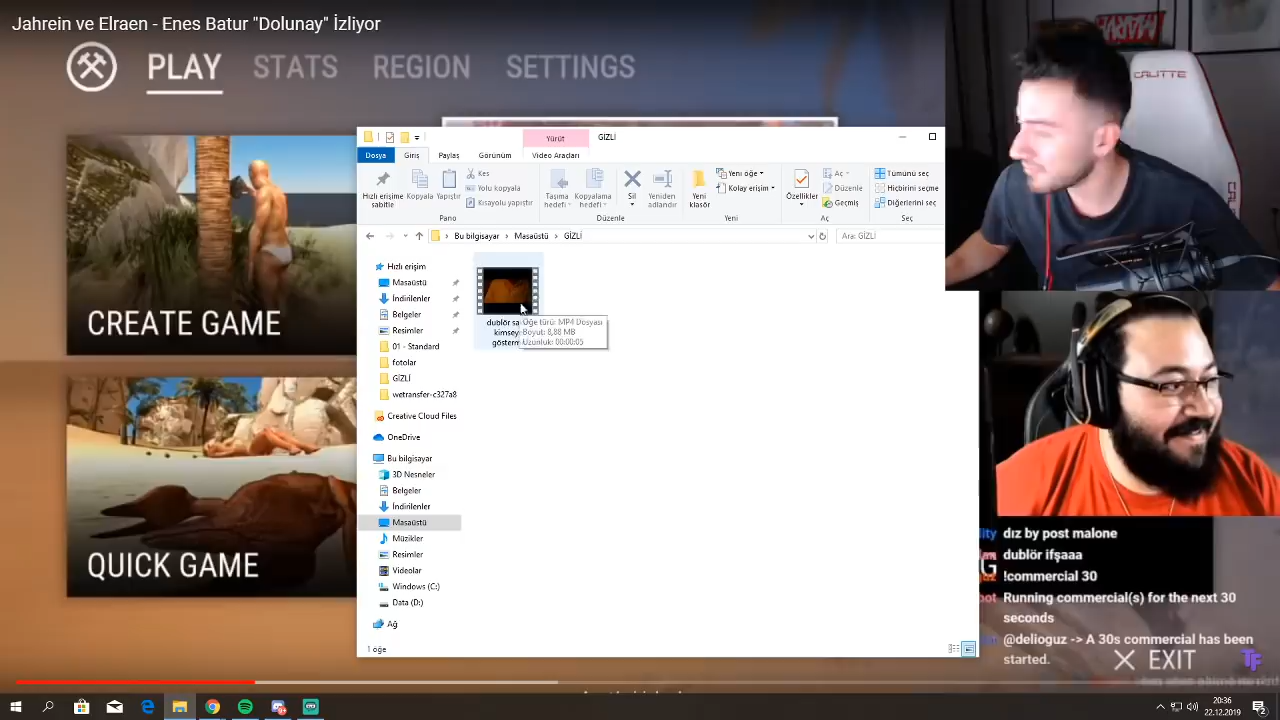 Jahrein ve Elraen - Enes Batur "Dolunay" İzliyor
PLAY STATS REGION SETTINGS
MARVEL
CALITTE
Yürüt GİZLİ
Dosya Giriş Paylaş Görünüm Video Araçları
Hızlı erişime sabitle
Kopyala
Yapıştır
Kes
Yolu kopyala
Kısayolu yapıştır
Pano
Taşıma hedefi
Kopyalama hedefi
Sil
Yeniden adlandır
Düzenle
Yeni klasör
Yeni öğe
Kolay erişim
Yeni
Özellikler
Aç
Düzenle
Geçmiş
Aç
Tümünü seç
Hiçbirini seçme
Diğerlerini seç
Seç
Bu bilgisayar > Masaüstü > GİZLİ
Ara: GİZLİ
Hızlı erişim
Masaüstü
İndirilenler
Belgeler
Resimler
01 - Standard
fotolar
GİZLİ
wetransfer-c327a8
Creative Cloud Files
OneDrive
Bu bilgisayar
3D Nesneler
Belgeler
İndirilenler
Masaüstü
Müzikler
Resimler
Videolar
Windows (C:)
Data (D:)
Ağ
1 öğe
dublör sa
kimsey
gösterm
Öğe türü: MP4 Dosyası
Boyut: 8,88 MB
Uzunluk: 00:00:05
CREATE GAME
QUICK GAME
dız by post malone
dublör ifşaaa
!commercial 30
Running commercial(s) for the next 30
seconds
@delioguz -> A 30s commercial has been
started.
EXIT
TF
20:36
22.12.2019
2